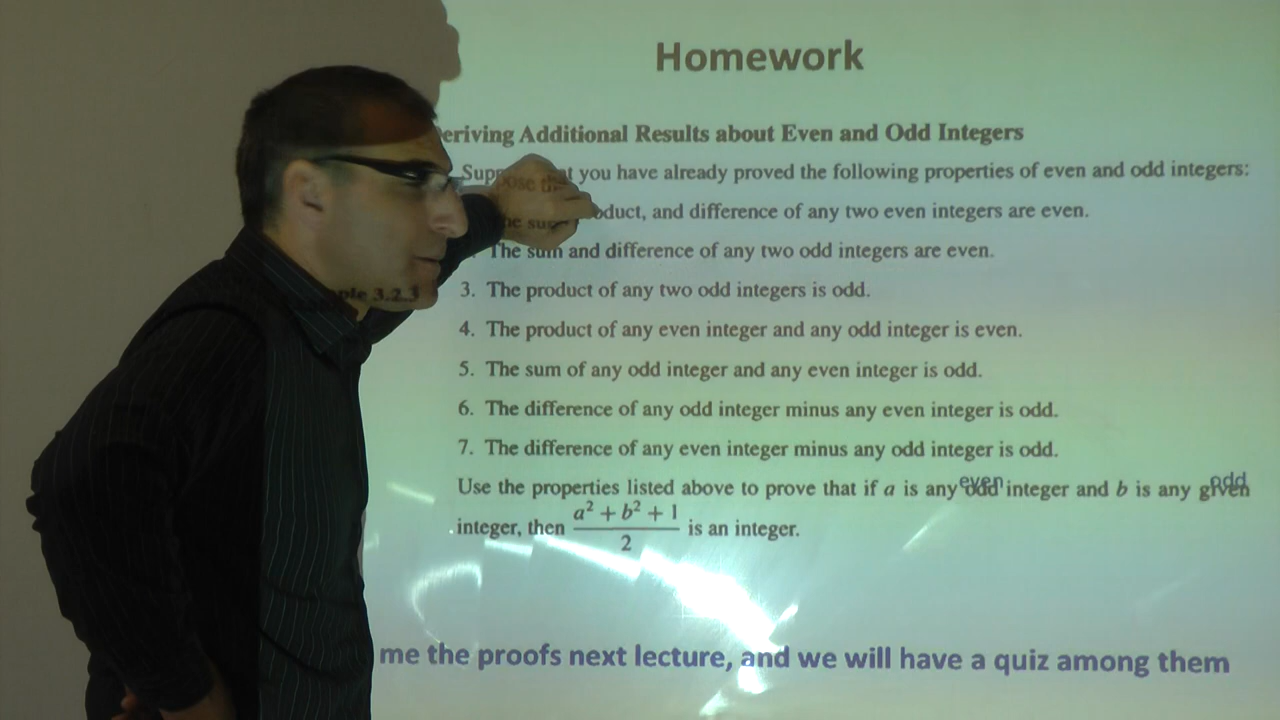 Homework
eriving Additional Results about Even and Odd Integers
Suppose that you have already proved the following properties of even and odd integers:
oduct, and difference of any two even integers are even.
The sum and difference of any two odd integers are even.
ple 3.2.3
3. The product of any two odd integers is odd.
4. The product of any even integer and any odd integer is even.
5. The sum of any odd integer and any even integer is odd.
6. The difference of any odd integer minus any even integer is odd.
7. The difference of any even integer minus any odd integer is odd.
even odd
Use the properties listed above to prove that if a is any odd integer and b is any given
integer, then (a² + b² + 1)/2 is an integer.
me the proofs next lecture, and we will have a quiz among them